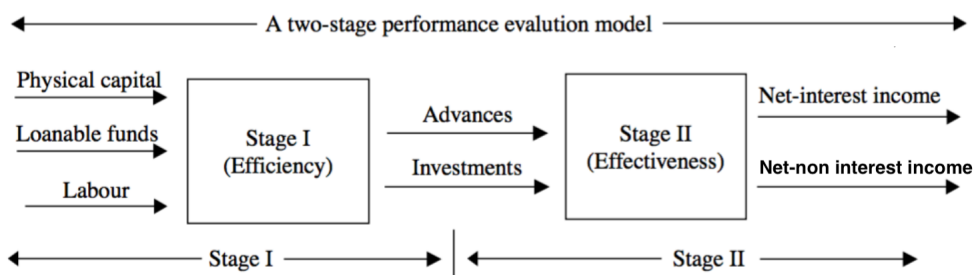 A two-stage performance evalution model
Physical capital
Loanable funds
Labour
Stage I
(Efficiency)
Advances
Investments
Stage II
(Effectiveness)
Net-interest income
Net-non interest income
Stage I
Stage II